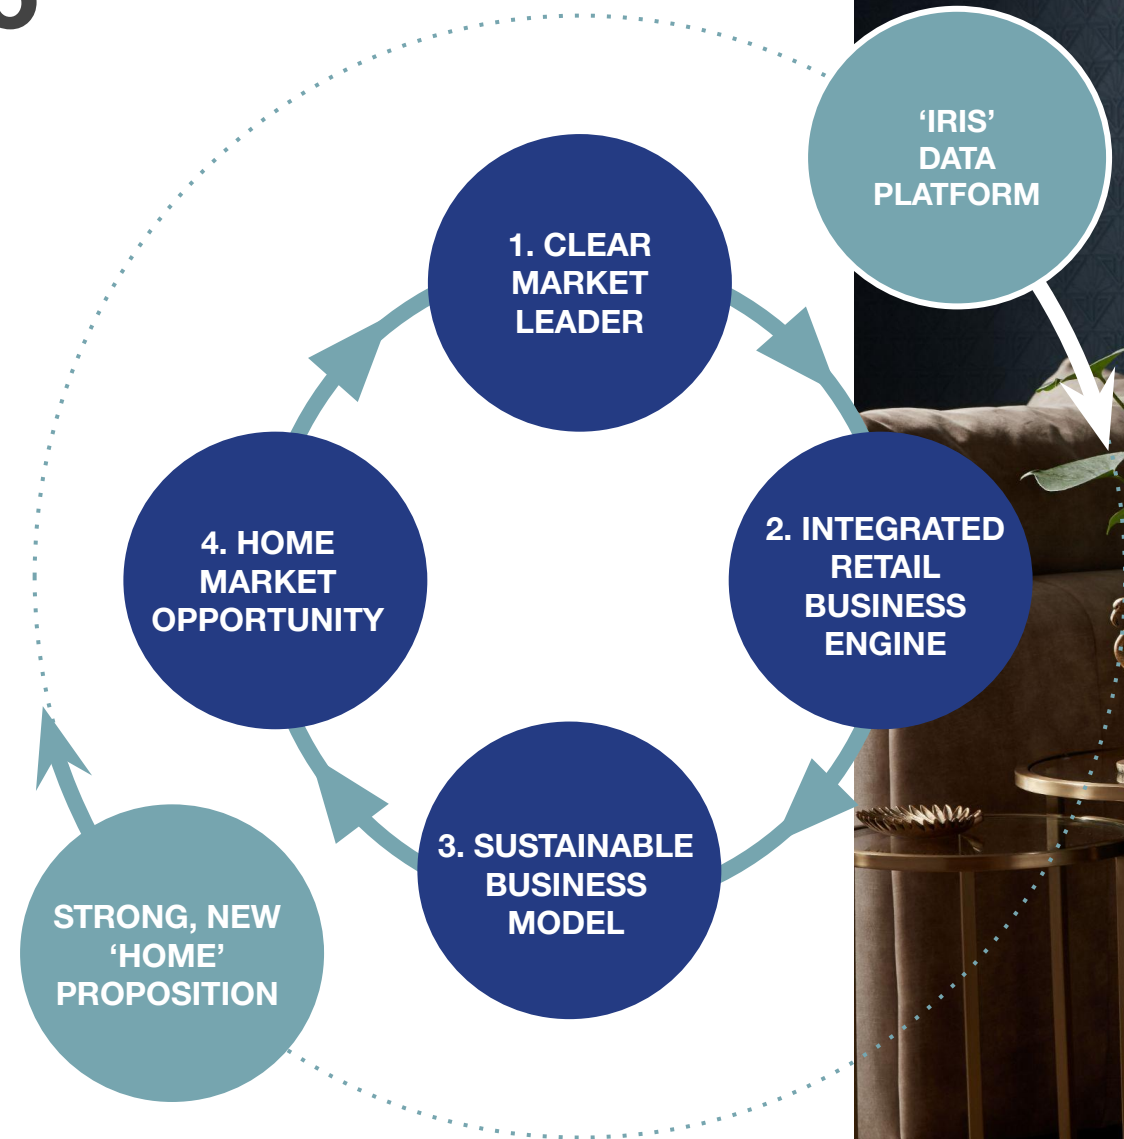 'IRIS'
DATA
PLATFORM
1. CLEAR
MARKET
LEADER
2. INTEGRATED
RETAIL
BUSINESS
ENGINE
4. HOME
MARKET
OPPORTUNITY
3. SUSTAINABLE
BUSINESS
MODEL
STRONG, NEW
‘HOME’
PROPOSITION